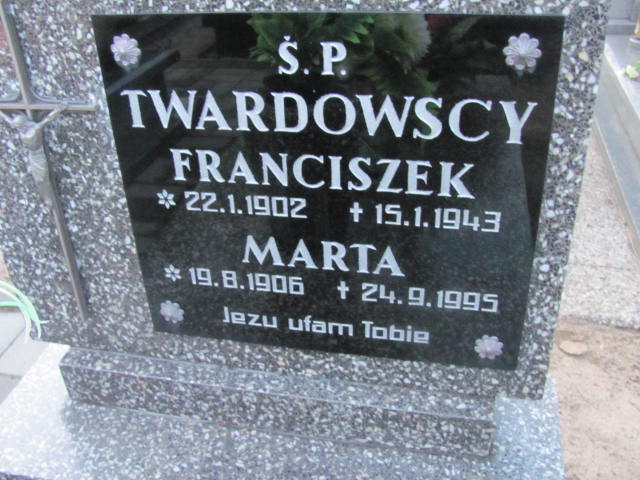 Ś.P.
TWARDOWSCY
FRANCISZEK
* 22.1.1902 † 15.1.1943
MARTA
* 19.8.1906 † 24.9.1995
Jezu ufam Tobie